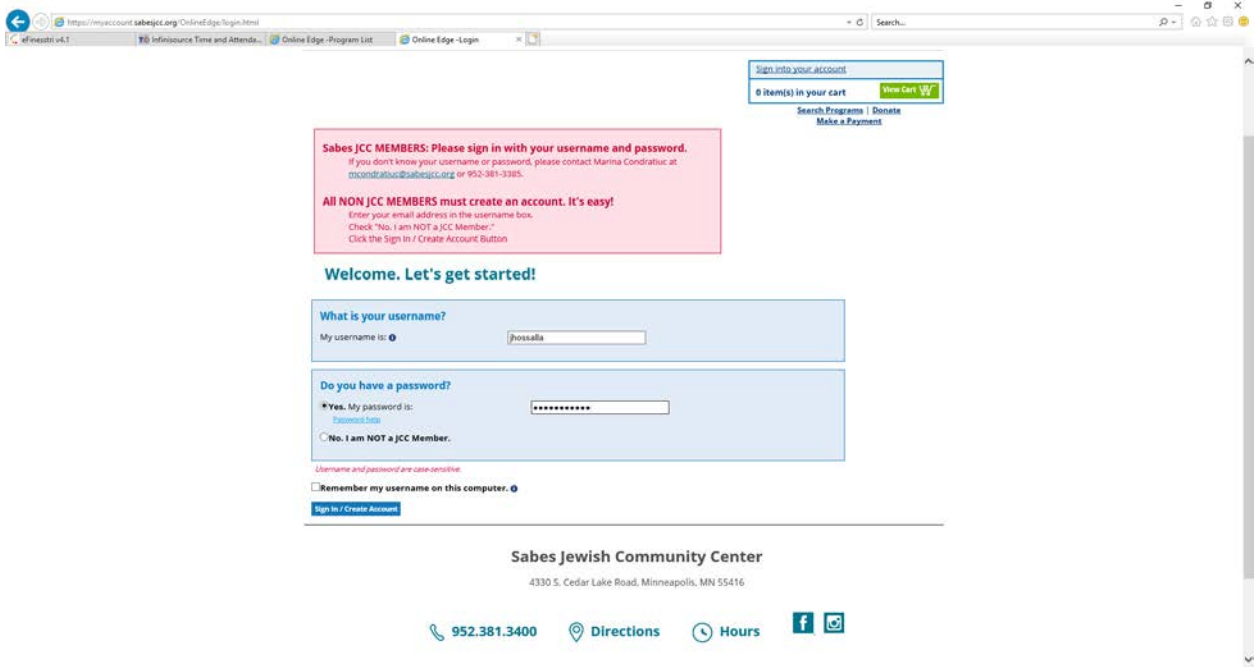 https://myaccount.sabesjcc.org/OnlineEdge/login.html
Search...
eFinesstri v4.1
Infinisource Time and Attenda...
Online Edge -Program List
Online Edge -Login
Sign into your account
0 item(s) in your cart
View Cart
Search Programs | Donate
Make a Payment
Sabes JCC MEMBERS: Please sign in with your username and password.
If you don't know your username or password, please contact Marina Condratiuc at
mcondratiuc@sabesjcc.org or 952-381-3385.
All NON JCC MEMBERS must create an account. It's easy!
Enter your email address in the username box.
Check "No. I am NOT a JCC Member."
Click the Sign In / Create Account Button
Welcome. Let's get started!
What is your username?
My username is:
jhossalla
Do you have a password?
Yes. My password is:
•••••••••••
Password help
No. I am NOT a JCC Member.
Username and password are case-sensitive.
Remember my username on this computer.
Sign In / Create Account
Sabes Jewish Community Center
4330 S. Cedar Lake Road, Minneapolis, MN 55416
952.381.3400
Directions
Hours